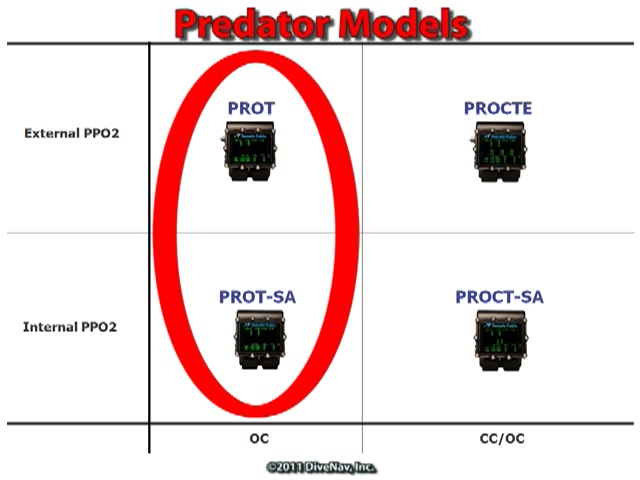 Predator Models
PROT
PROCTE
External PPO2
PROT-SA
PROCT-SA
Internal PPO2
OC
CC/OC
©2011 DiveNav, Inc.